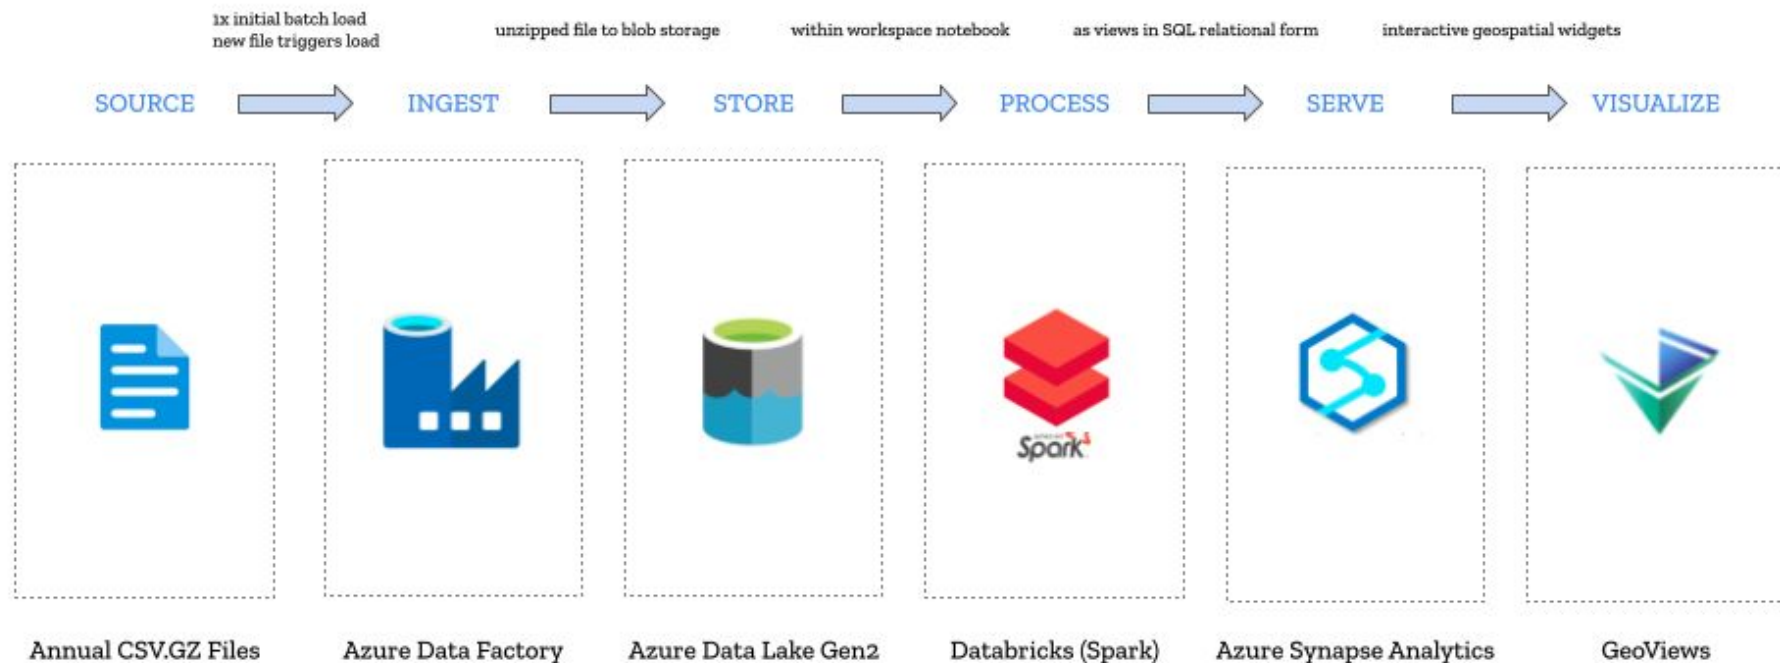 1x initial batch load
new file triggers load
unzipped file to blob storage
within workspace notebook
as views in SQL relational form
interactive geospatial widgets
SOURCE
INGEST
STORE
PROCESS
SERVE
VISUALIZE
APACHE
Spark
Annual CSV.GZ Files
Azure Data Factory
Azure Data Lake Gen2
Databricks (Spark)
Azure Synapse Analytics
GeoViews